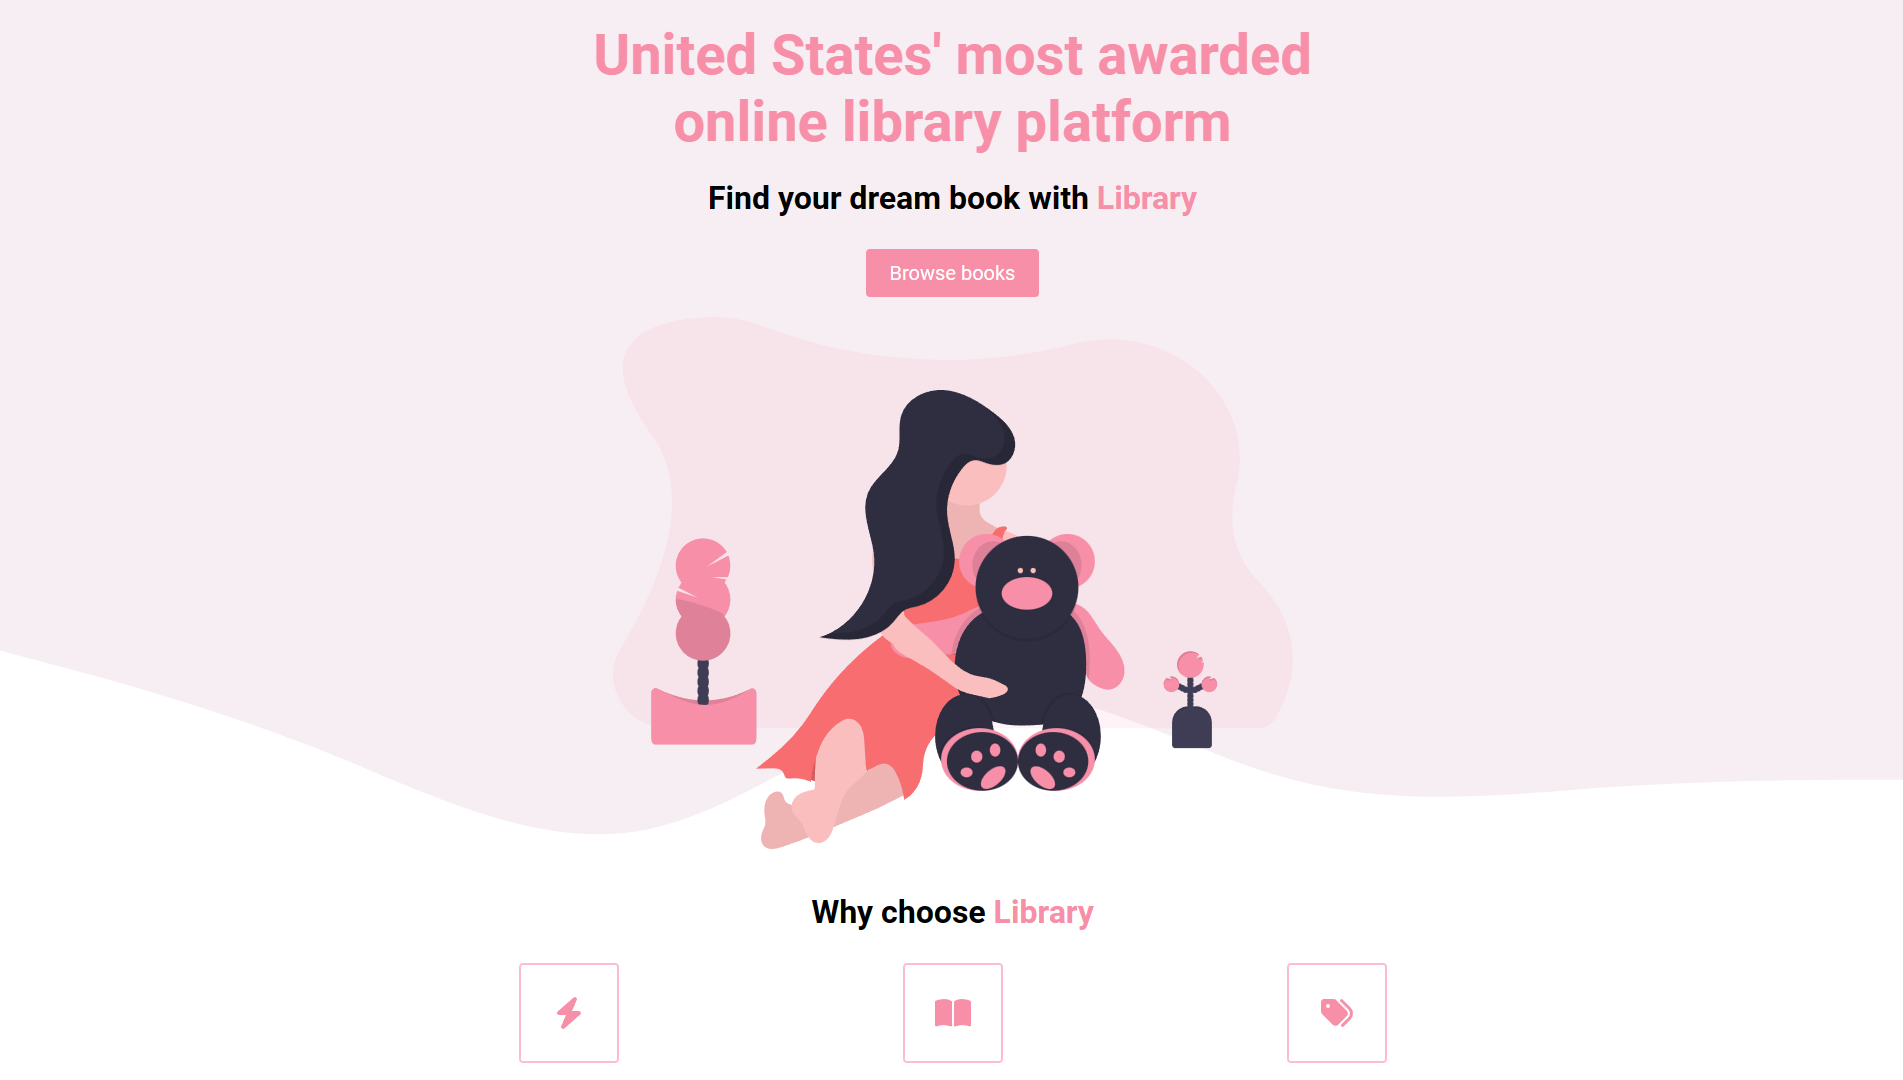 United States' most awarded
online library platform
Find your dream book with Library
Browse books
Why choose Library